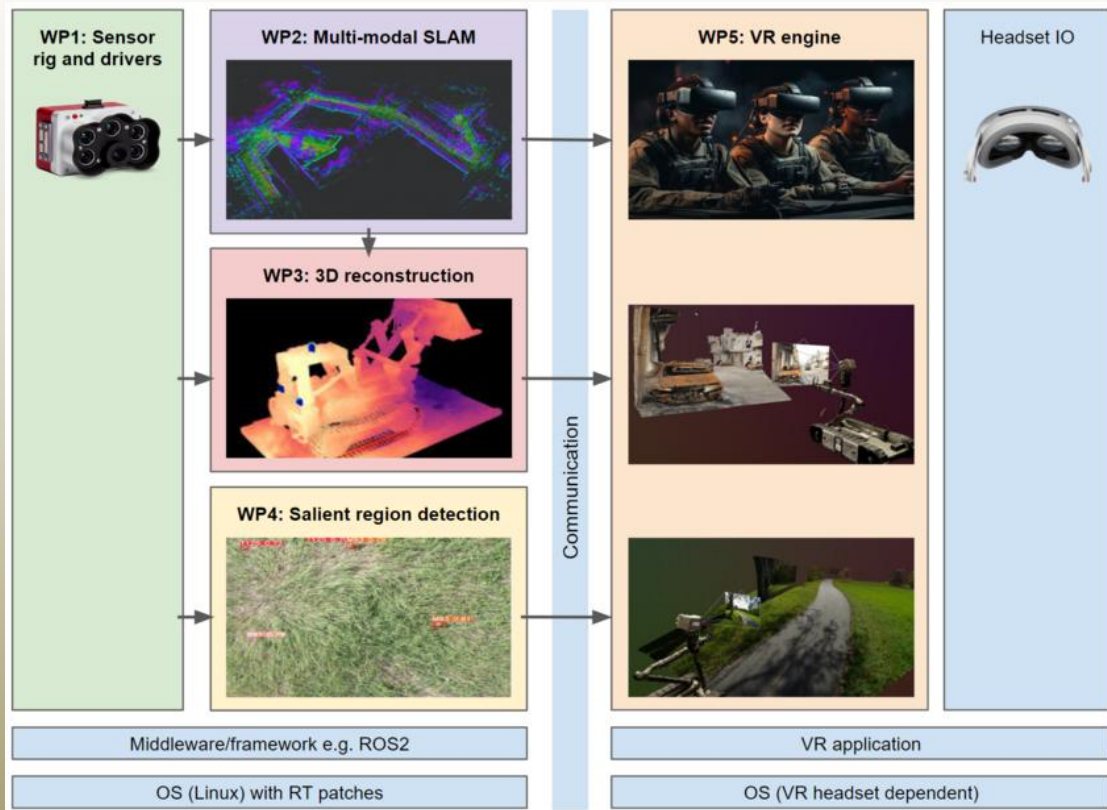 WP1: Sensor
rig and drivers
WP2: Multi-modal SLAM
WP3: 3D reconstruction
WP4: Salient region detection
Communication
WP5: VR engine
Headset IO
Middleware/framework e.g. ROS2
OS (Linux) with RT patches
VR application
OS (VR headset dependent)